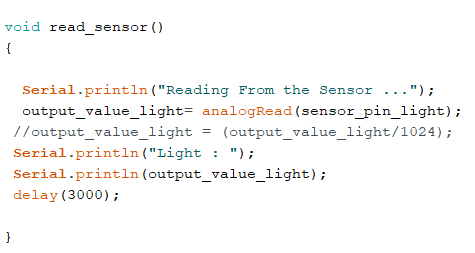 void read_sensor()
{
Serial.println("Reading From the Sensor ...");
output_value_light= analogRead(sensor_pin_light);
//output_value_light = (output_value_light/1024);
Serial.println("Light : ");
Serial.println(output_value_light);
delay(3000);
}